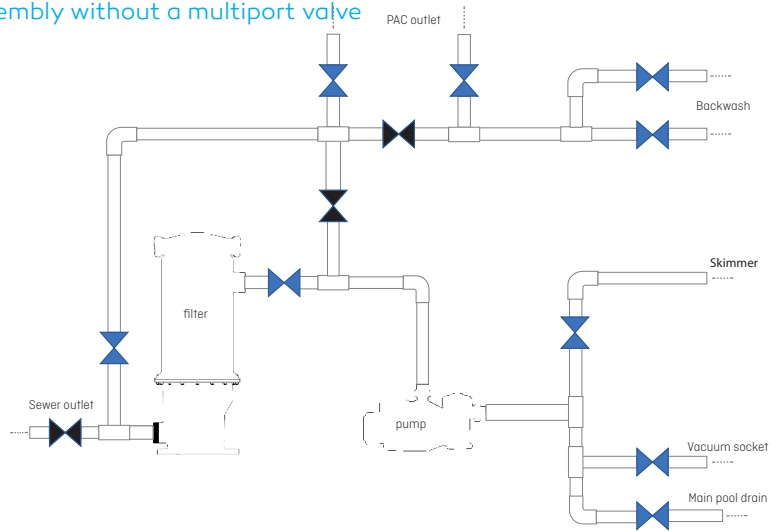 embly without a multiport valve
PAC outlet
Backwash
Skimmer
filter
Sewer outlet
pump
Vacuum socket
Main pool drain